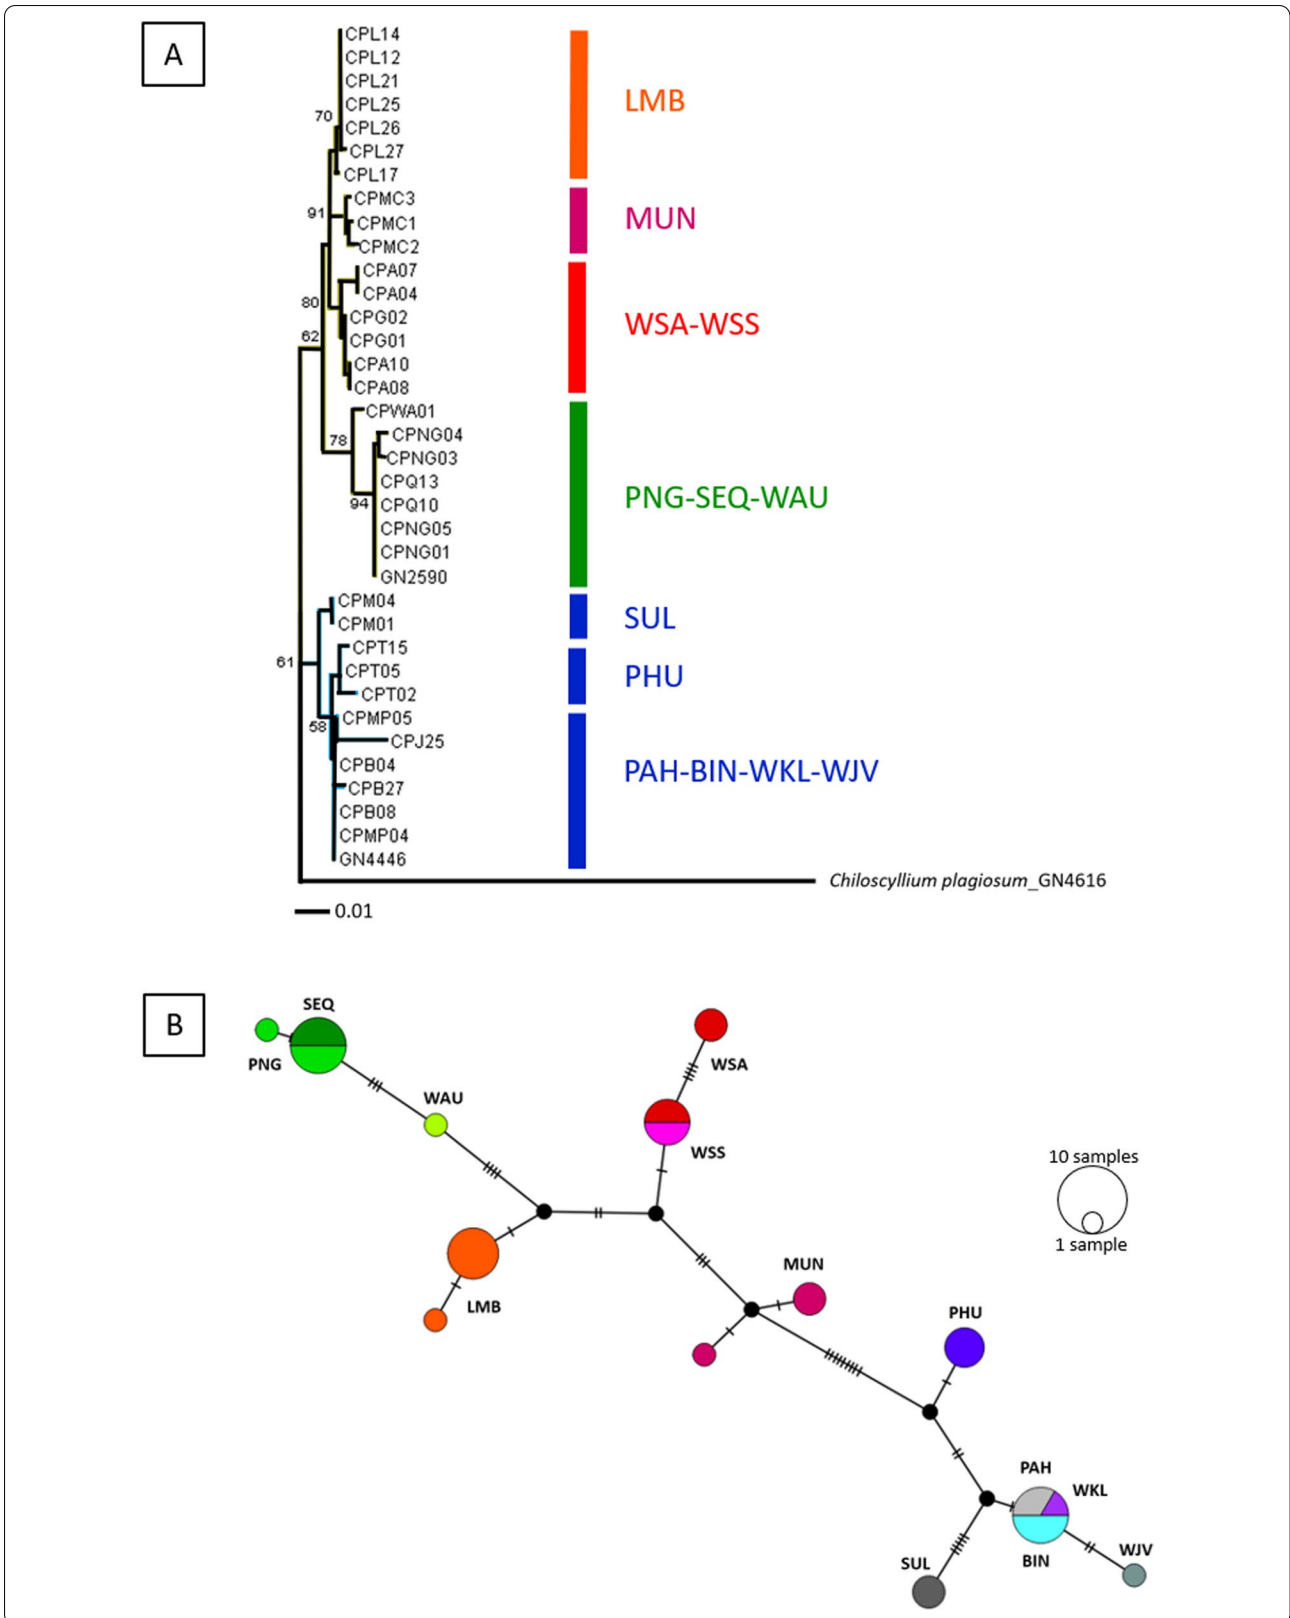 A
CPL14
CPL12
CPL21
CPL25
CPL26
CPL27
CPL17
CPMC3
CPMC1
CPMC2
CPA07
CPA04
CPG02
CPG01
CPA10
CPA08
CPWA01
CPNG04
CPNG03
CPQ13
CPQ10
CPNG05
CPNG01
GN2590
CPM04
CPM01
CPT15
CPT05
CPT02
CPMP05
CPJ25
CPB04
CPB27
CPB08
CPMP04
GN4446
Chiloscyllium plagiosum_GN4616
70
91
80
62
78
94
61
58
0.01
LMB
MUN
WSA-WSS
PNG-SEQ-WAU
SUL
PHU
PAH-BIN-WKL-WJV
B
SEQ
PNG
WAU
WSA
WSS
LMB
MUN
10 samples
1 sample
PHU
PAH
WKL
BIN
WJV
SUL